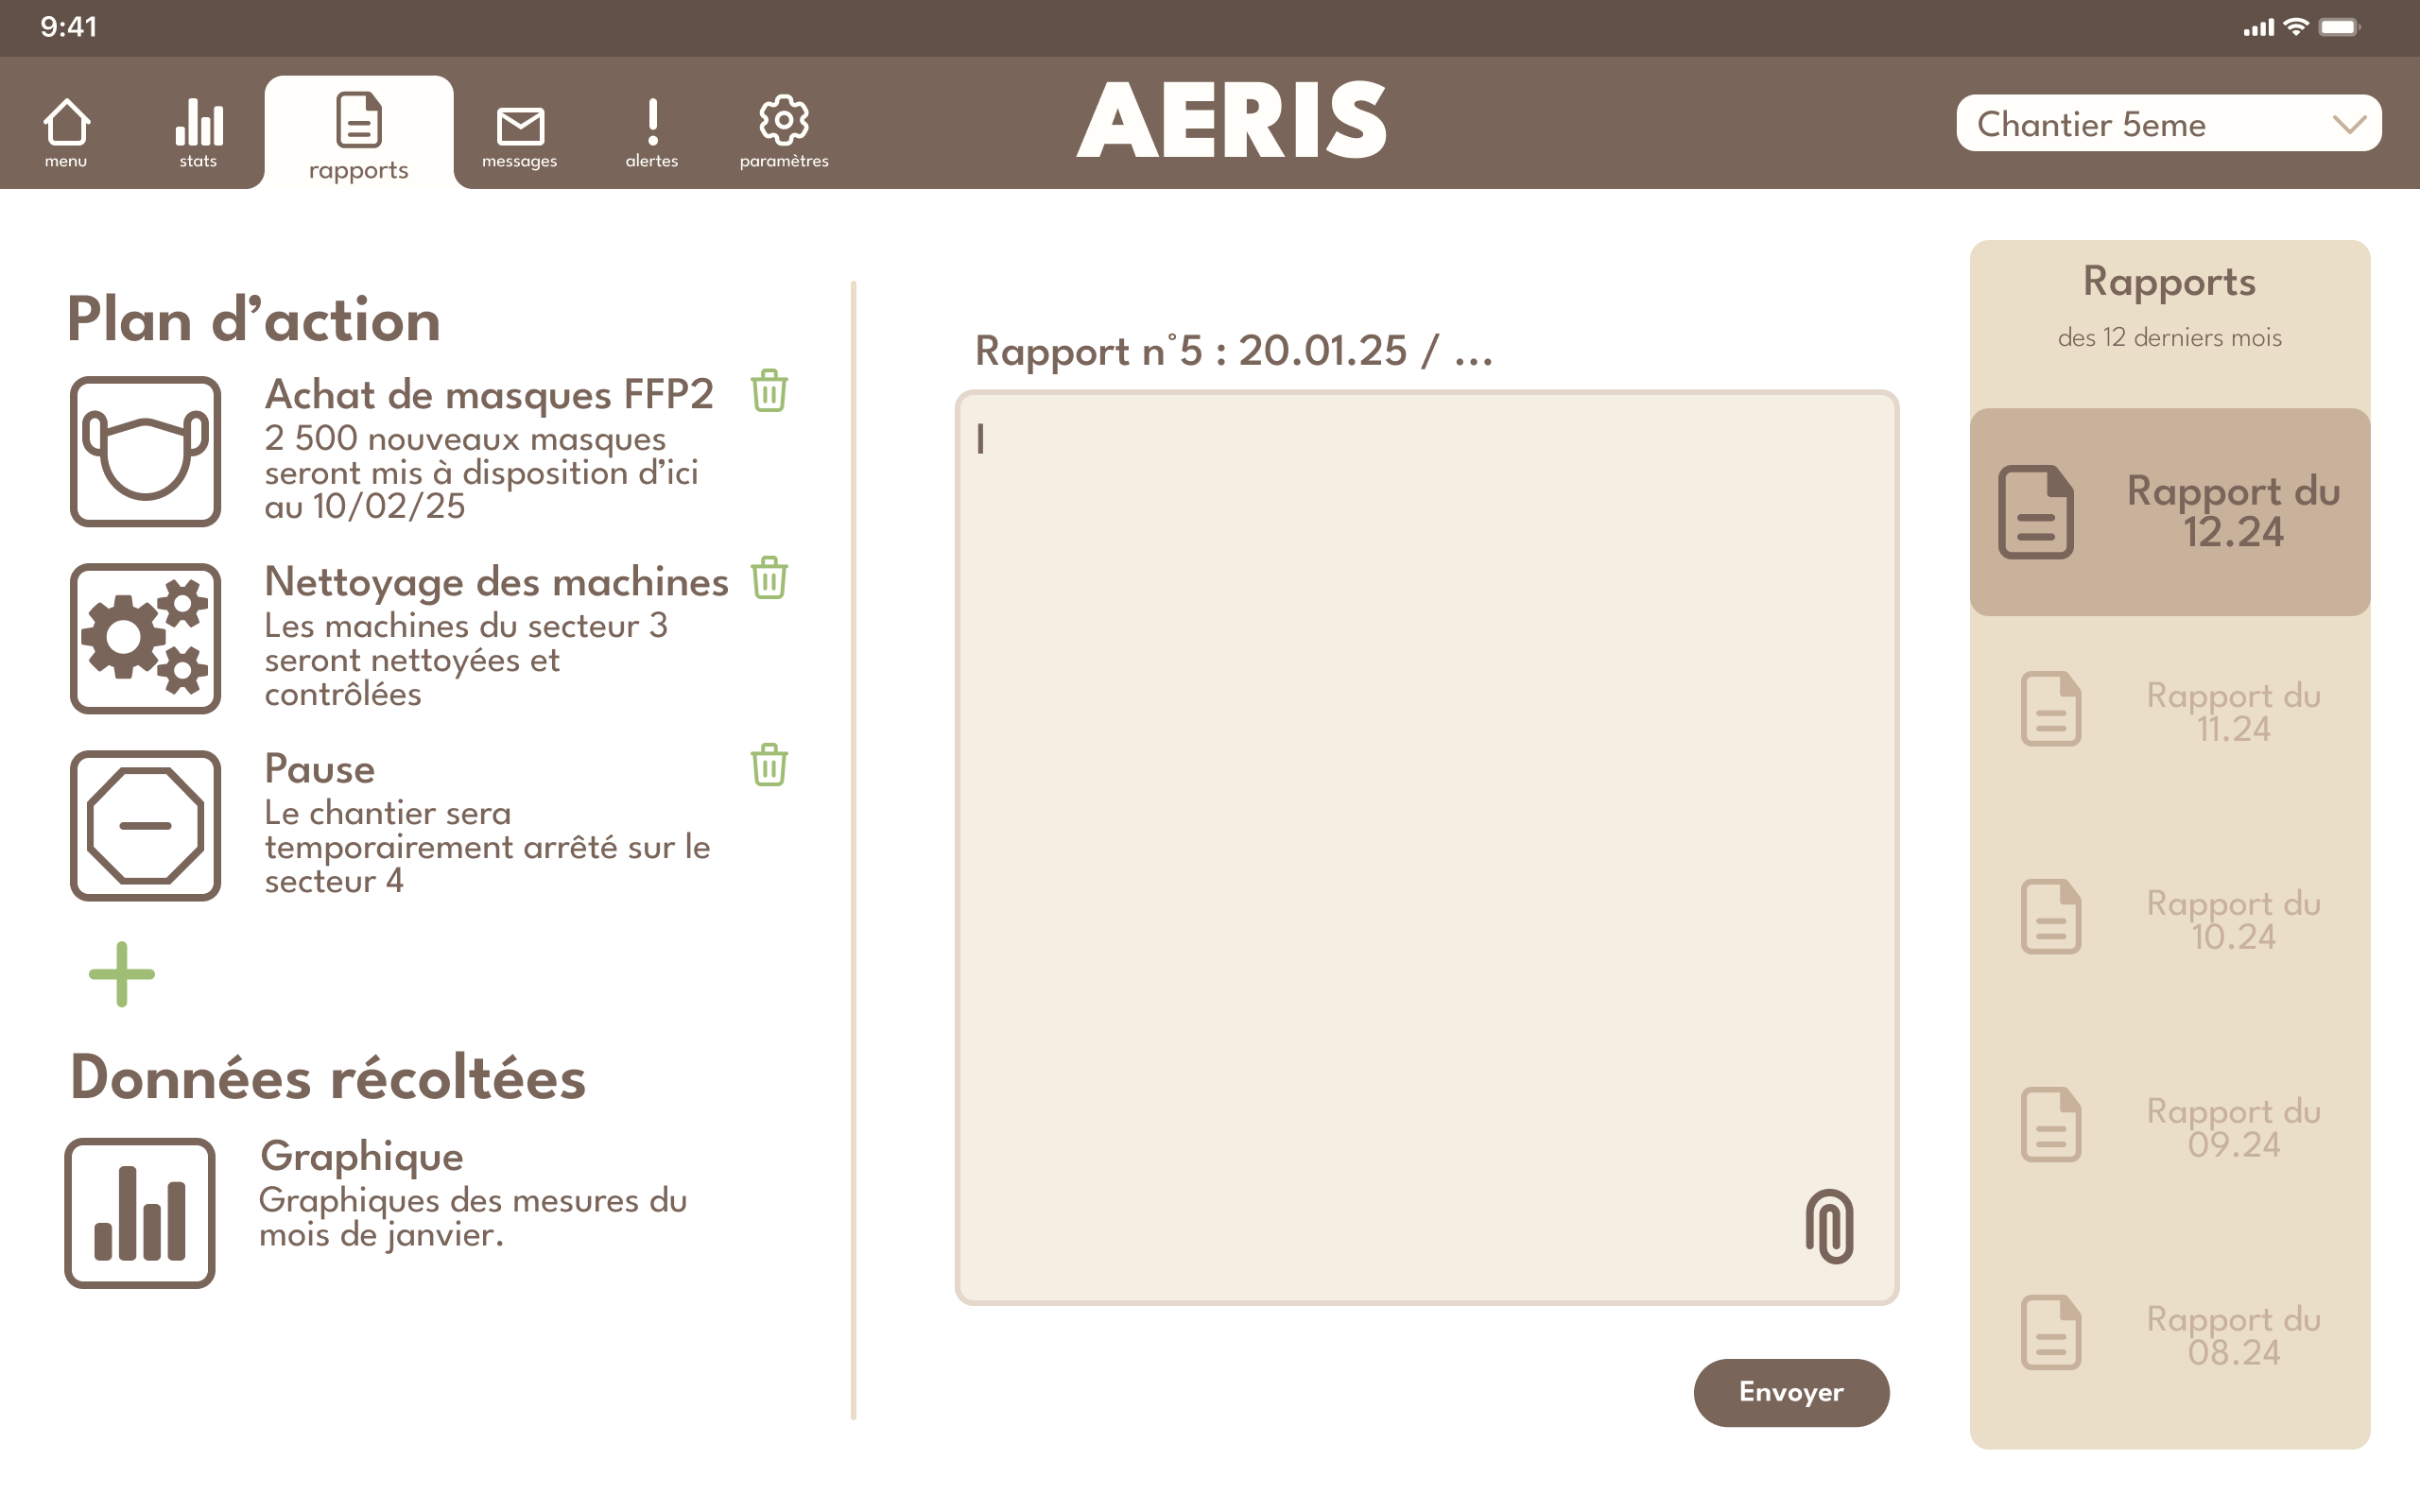 9:41
menu
stats
rapports
messages
alertes
paramètres
AERIS
Chantier 5eme
Plan d’action
Achat de masques FFP2
2 500 nouveaux masques
seront mis à disposition d’ici
au 10/02/25
Nettoyage des machines
Les machines du secteur 3
seront nettoyées et
contrôlées
Pause
Le chantier sera
temporairement arrêté sur le
secteur 4
Données récoltées
Graphique
Graphiques des mesures du
mois de janvier.
Rapport n°5 : 20.01.25 / ...
Envoyer
Rapports
des 12 derniers mois
Rapport du
12.24
Rapport du
11.24
Rapport du
10.24
Rapport du
09.24
Rapport du
08.24